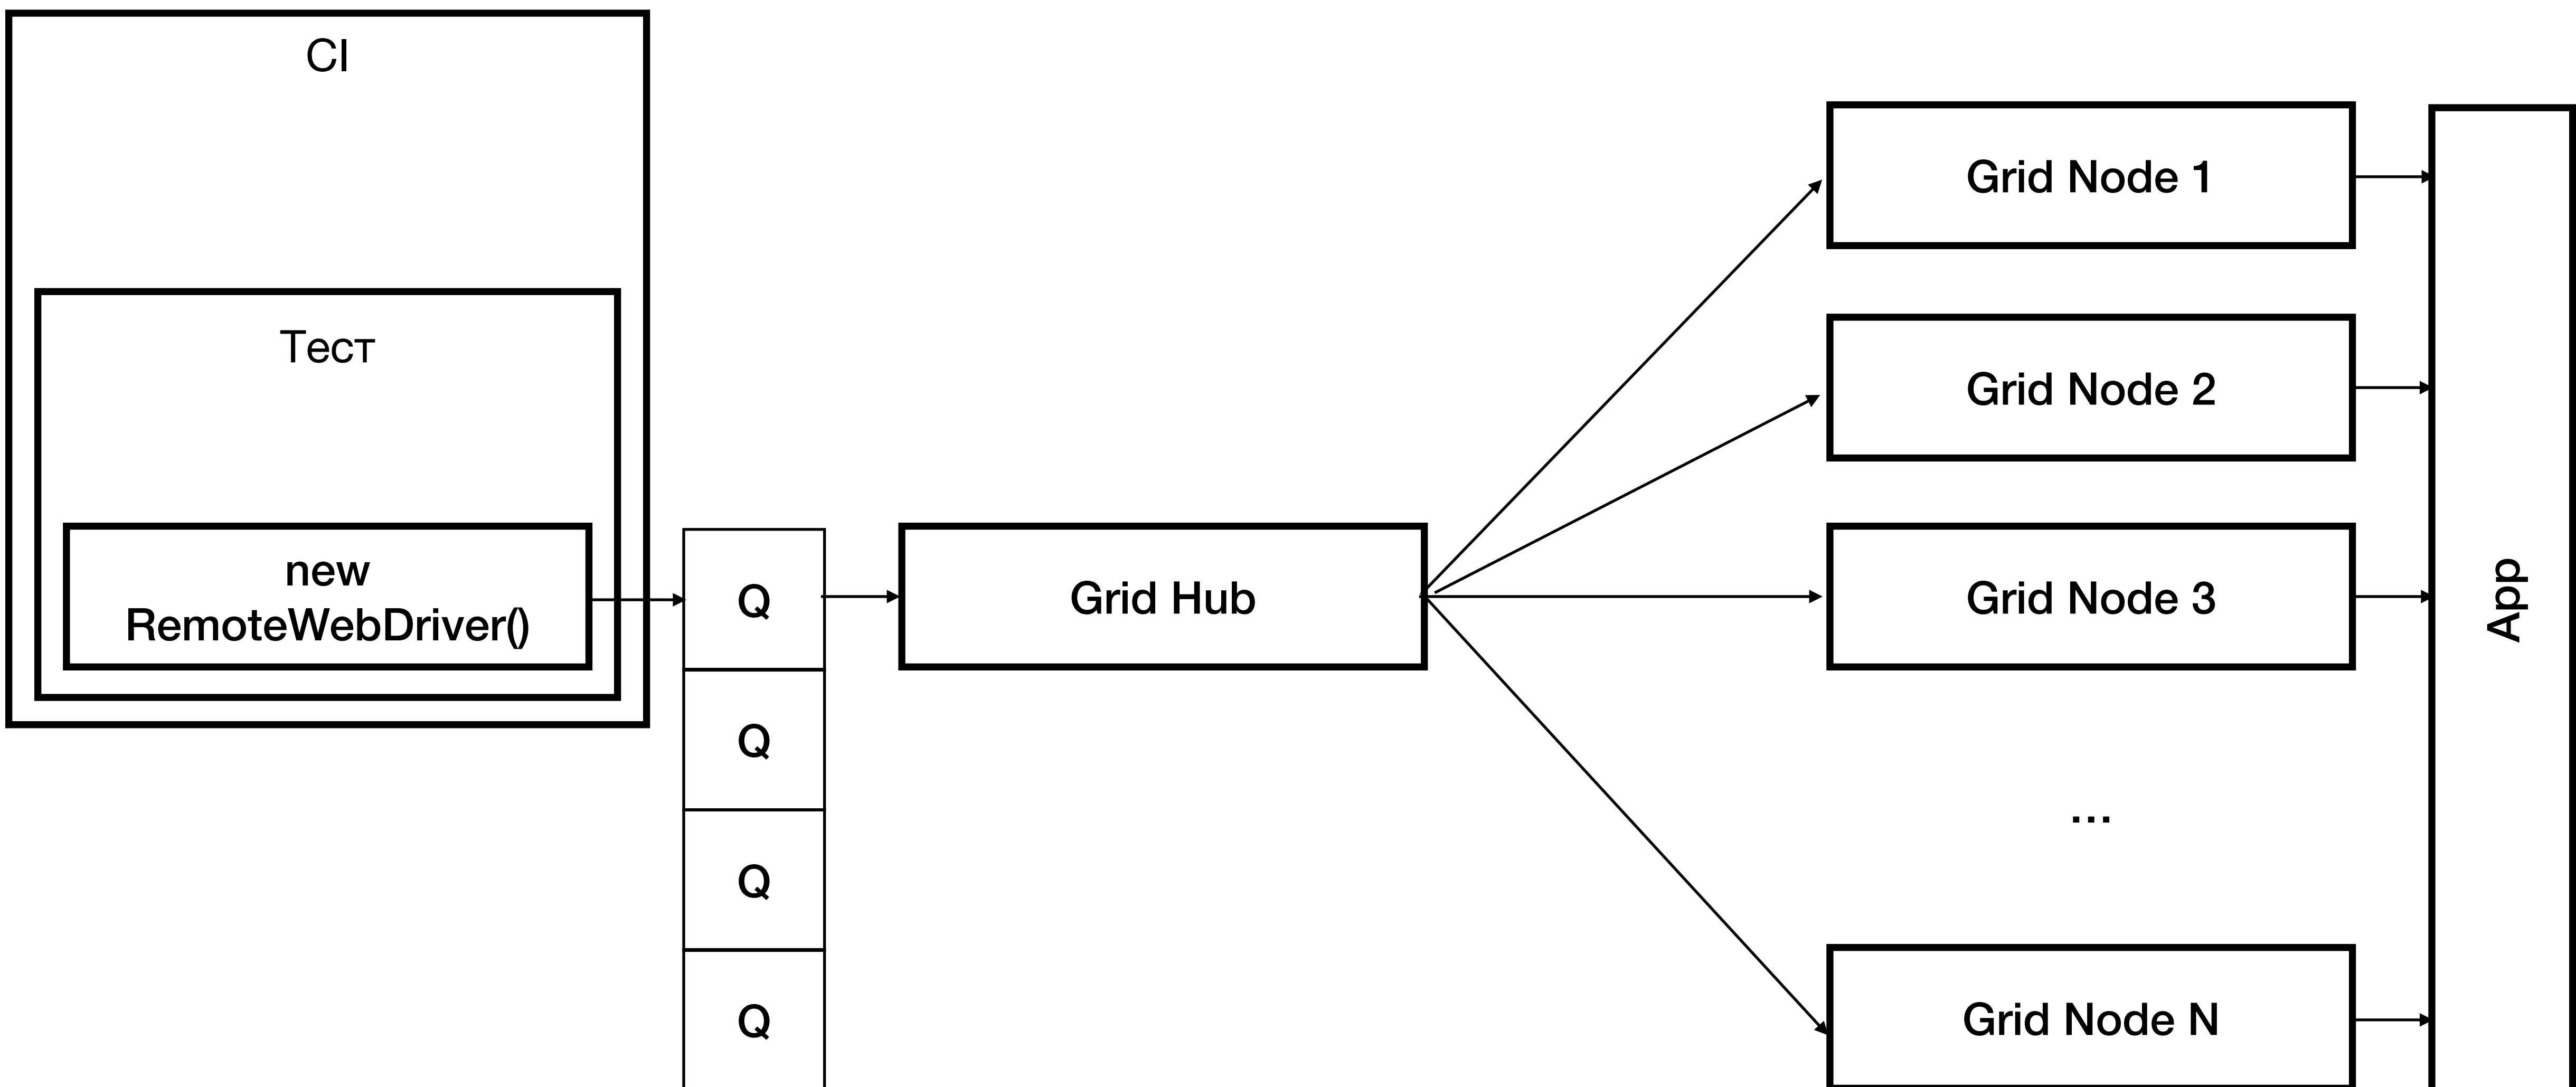 CI
Тест
new
RemoteWebDriver()
Q
Q
Q
Q
Grid Hub
Grid Node 1
Grid Node 2
Grid Node 3
...
Grid Node N
App